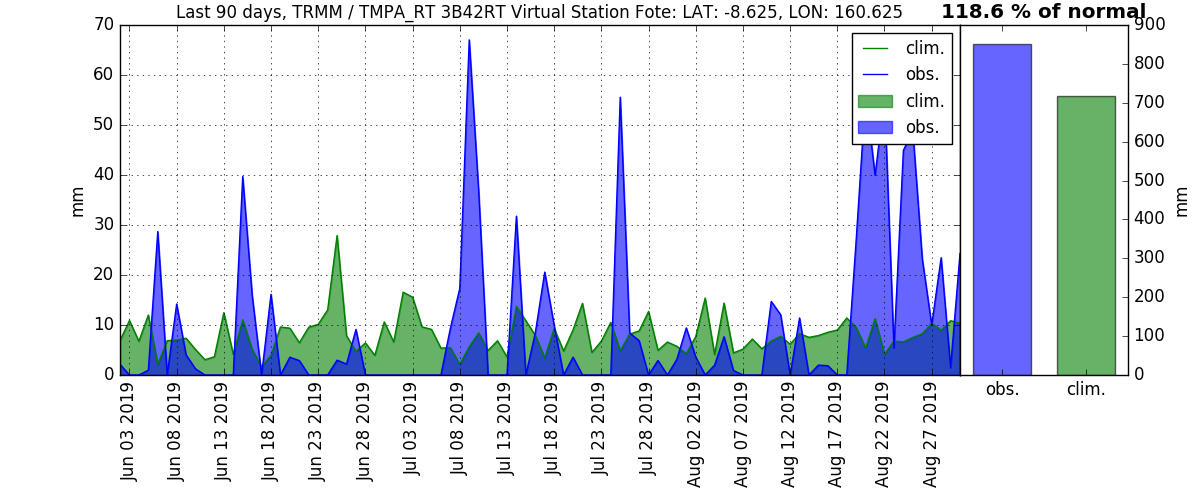 Last 90 days, TRMM / TMPA_RT 3B42RT Virtual Station Fote: LAT: -8.625, LON: 160.625
118.6 % of normal
70
60
50
40
30
20
10
0
mm
clim.
obs.
clim.
obs.
900
800
700
600
500
400
300
200
100
0
mm
Jun 03 2019
Jun 08 2019
Jun 13 2019
Jun 18 2019
Jun 23 2019
Jun 28 2019
Jul 03 2019
Jul 08 2019
Jul 13 2019
Jul 18 2019
Jul 23 2019
Jul 28 2019
Aug 02 2019
Aug 07 2019
Aug 12 2019
Aug 17 2019
Aug 22 2019
Aug 27 2019
obs.
clim.